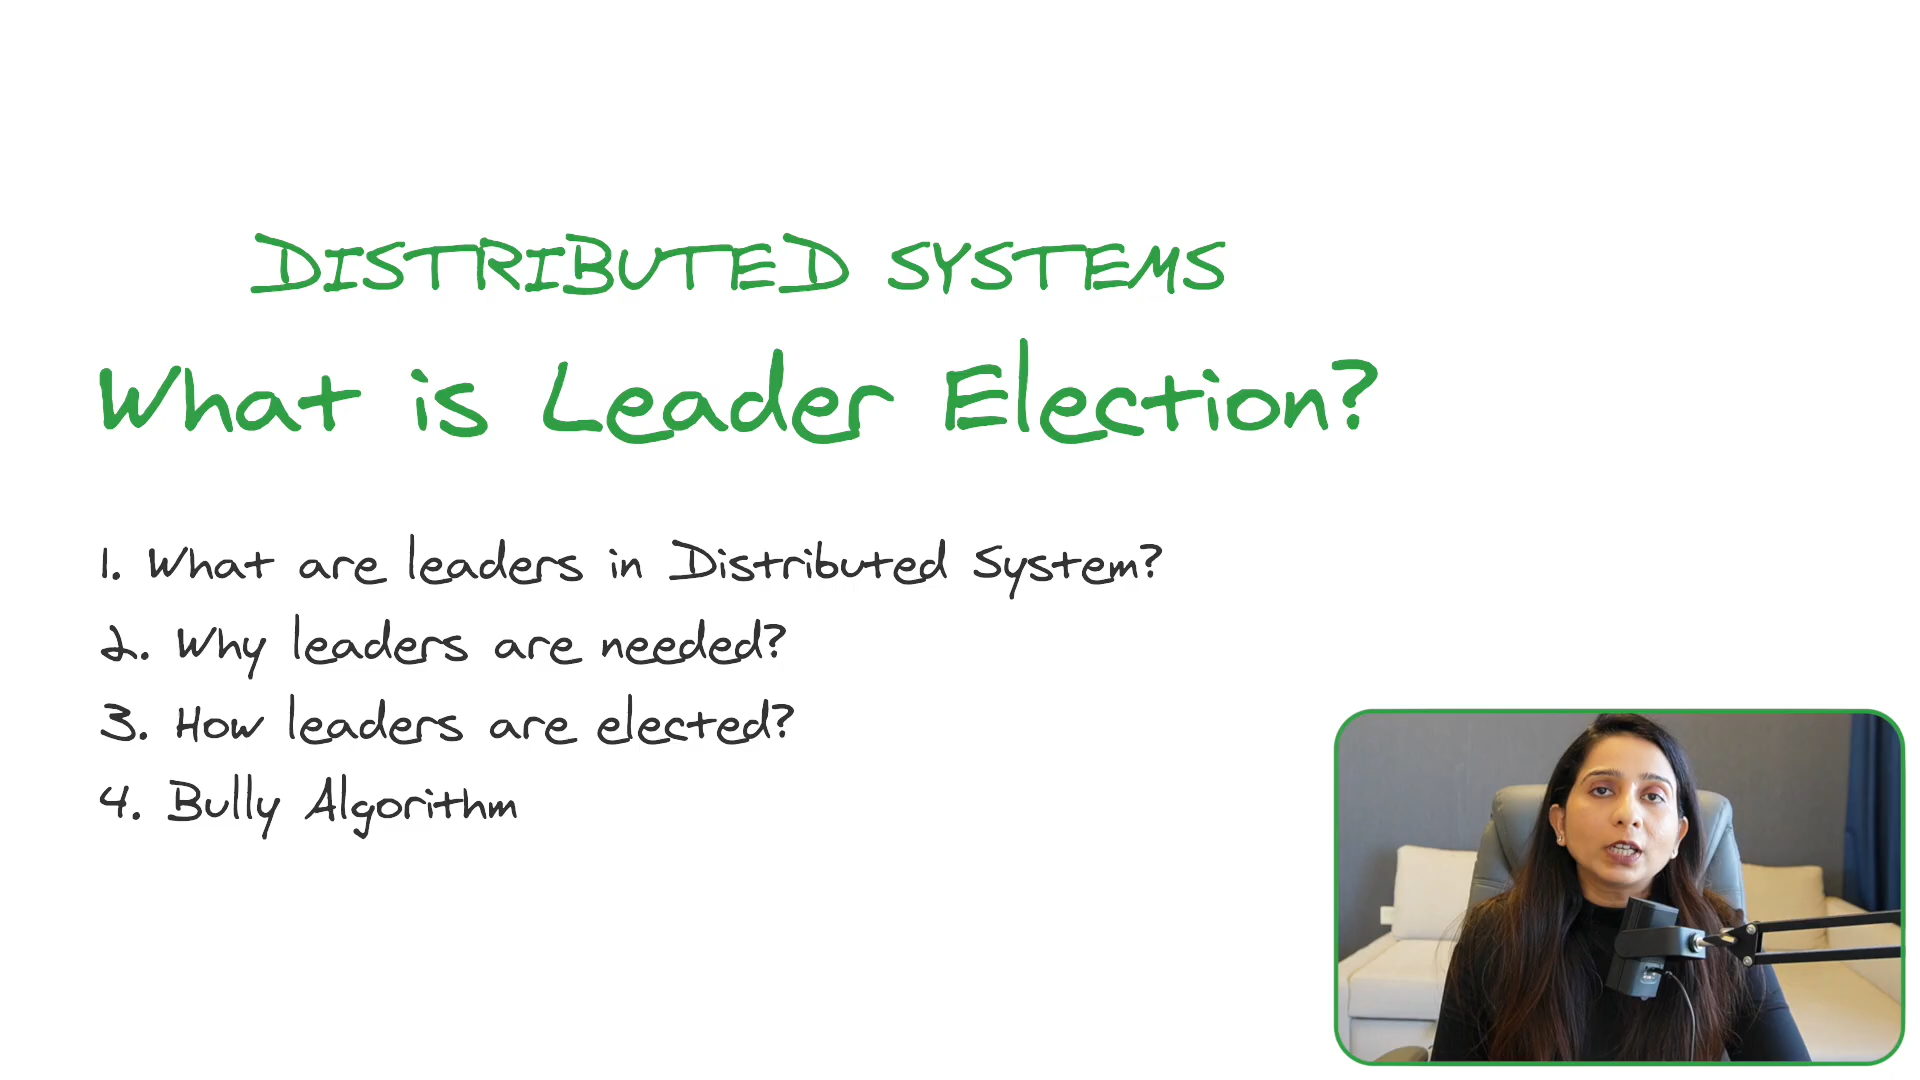 DISTRIBUTED SYSTEMS
What is Leader Election?
1. What are leaders in Distributed System?
2. Why leaders are needed?
3. How leaders are elected?
4. Bully Algorithm